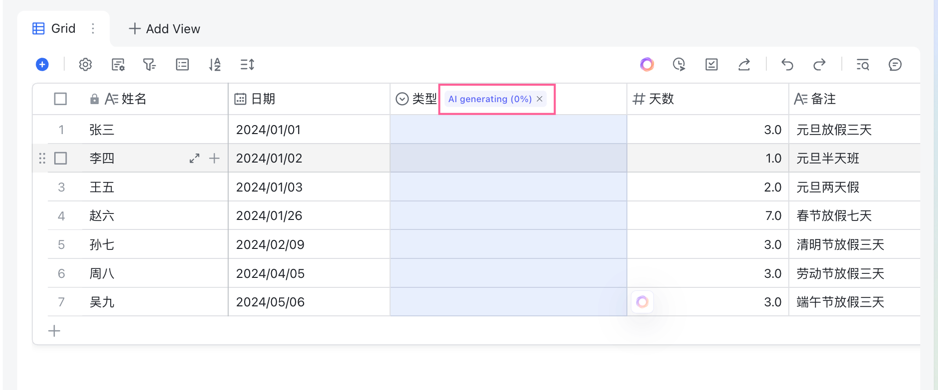 Grid
Add View
姓名 日期 类型 AI generating (0%) 天数 备注
1 张三 2024/01/01 3.0 元旦放假三天
李四 2024/01/02 1.0 元旦半天班
3 王五 2024/01/03 2.0 元旦两天假
4 赵六 2024/01/26 7.0 春节放假七天
5 孙七 2024/02/09 3.0 清明节放假三天
6 周八 2024/04/05 3.0 劳动节放假三天
7 吴九 2024/05/06 3.0 端午节放假三天